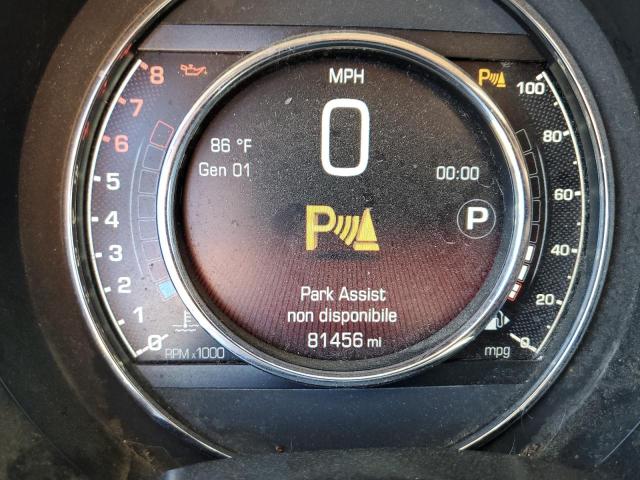 MPH
0
86 °F
Gen 01
00:00
P
P
Park Assist
non disponibile
81456 mi
8
7
6
5
4
3
2
1
0
RPM x1000
P
100
80
60
40
20
0
mpg